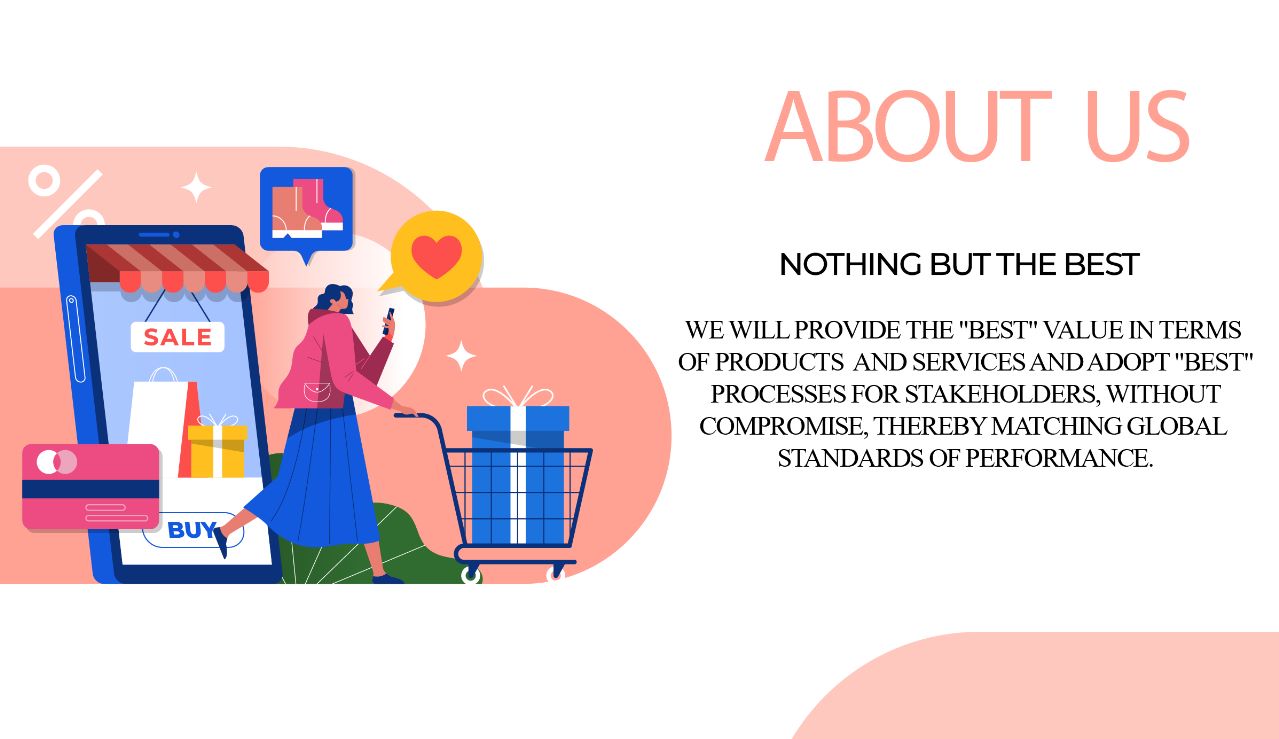 ABOUT US
NOTHING BUT THE BEST
WE WILL PROVIDE THE "BEST" VALUE IN TERMS
OF PRODUCTS AND SERVICES AND ADOPT "BEST"
PROCESSES FOR STAKEHOLDERS, WITHOUT
COMPROMISE, THEREBY MATCHING GLOBAL
STANDARDS OF PERFORMANCE.
%
SALE
BUY